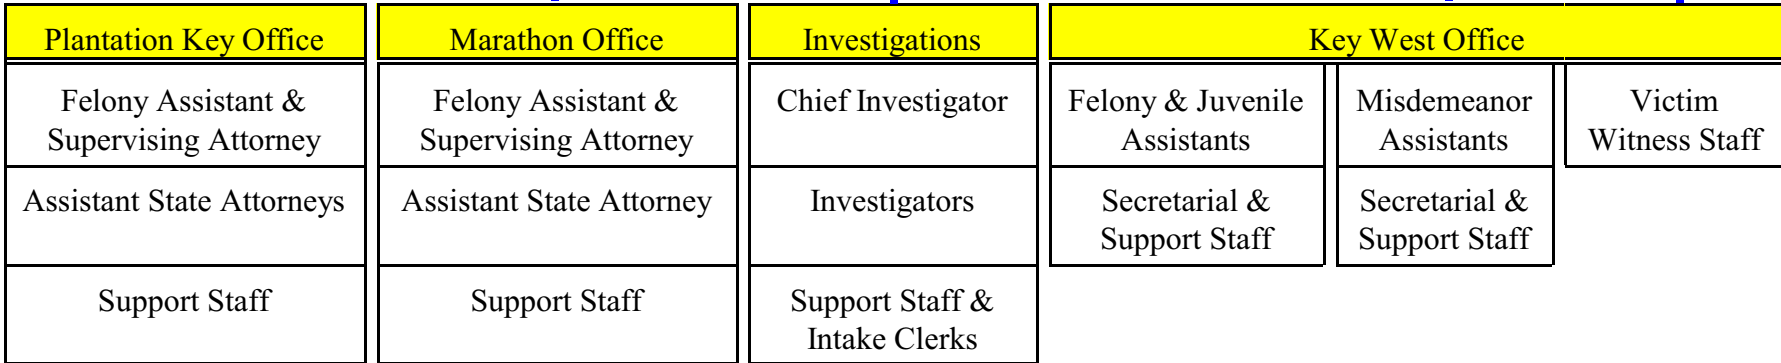 Plantation Key Office
Marathon Office
Investigations
Key West Office
Felony Assistant &
Supervising Attorney
Felony Assistant &
Supervising Attorney
Chief Investigator
Felony & Juvenile
Assistants
Misdemeanor
Assistants
Victim
Witness Staff
Assistant State Attorneys
Assistant State Attorney
Investigators
Secretarial &
Support Staff
Secretarial &
Support Staff
Support Staff
Support Staff
Support Staff &
Intake Clerks